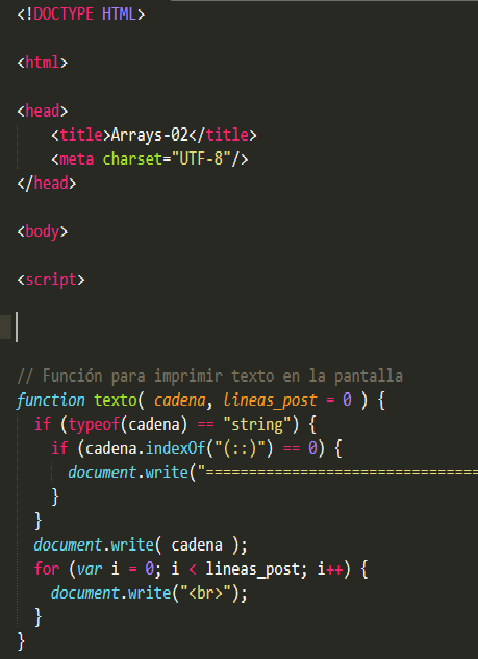 <!DOCTYPE HTML>
<html>
<head>
<title>Arrays-02</title>
<meta charset="UTF-8"/>
</head>
<body>
<script>
// Función para imprimir texto en la pantalla
function texto( cadena, lineas_post = 0 ) {
if (typeof(cadena) == "string") {
if (cadena.indexOf("(::)") == 0) {
document.write("===============================
}
}
document.write( cadena );
for (var i = 0; i < lineas_post; i++) {
document.write("<br>");
}
}